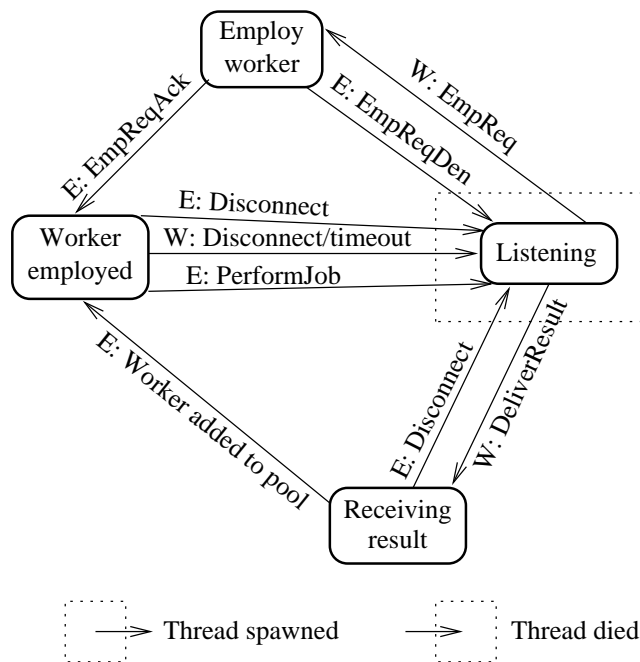 Employ
worker
W: EmpReq
E: EmpReqDen
E: EmpReqAck
E: Disconnect
Worker
employed
W: Disconnect/timeout
Listening
E: PerformJob
E: Worker added to pool
E: Disconnect
W: DeliverResult
Receiving
result
Thread spawned
Thread died